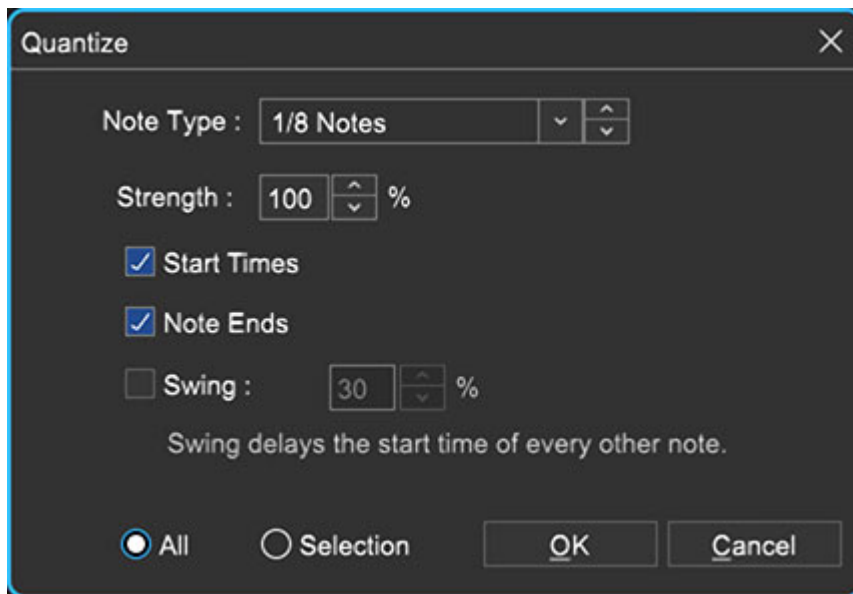 Quantize
Note Type : 1/8 Notes
Strength : 100 %
Start Times
Note Ends
Swing : 30 %
Swing delays the start time of every other note.
All Selection OK Cancel